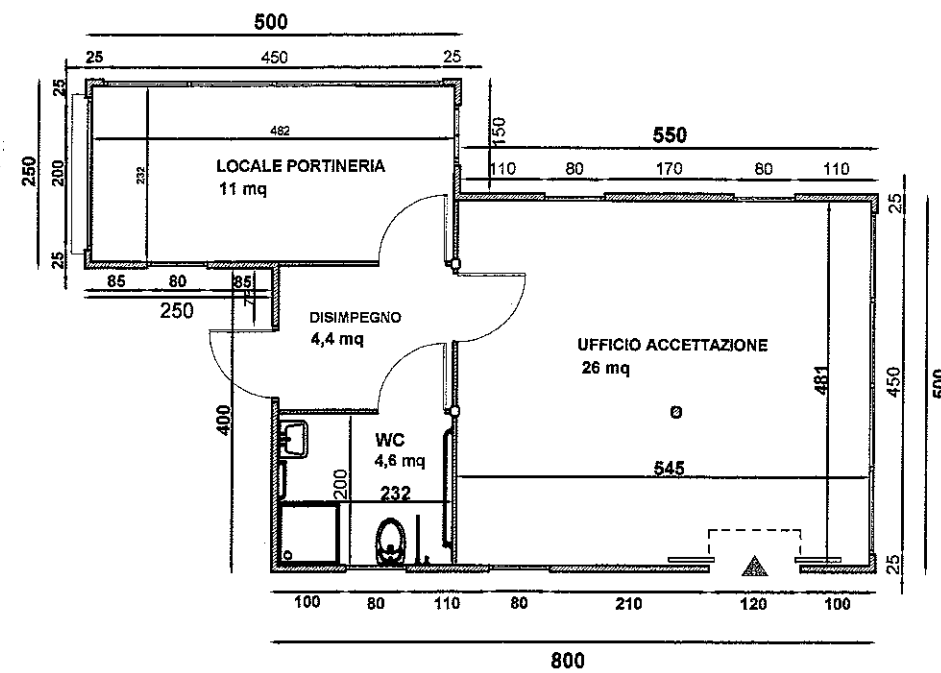 500
25 450 25
25
250
200
25
482
232
LOCALE PORTINERIA
11 mq
150
550
110 80 170 80 110
25
85 80 85
250
75
DISIMPEGNO
4,4 mq
UFFICIO ACCETTAZIONE
26 mq
481
450
500
400
WC
4,6 mq
200
232
545
25
100 80 110 80 210 120 100
800